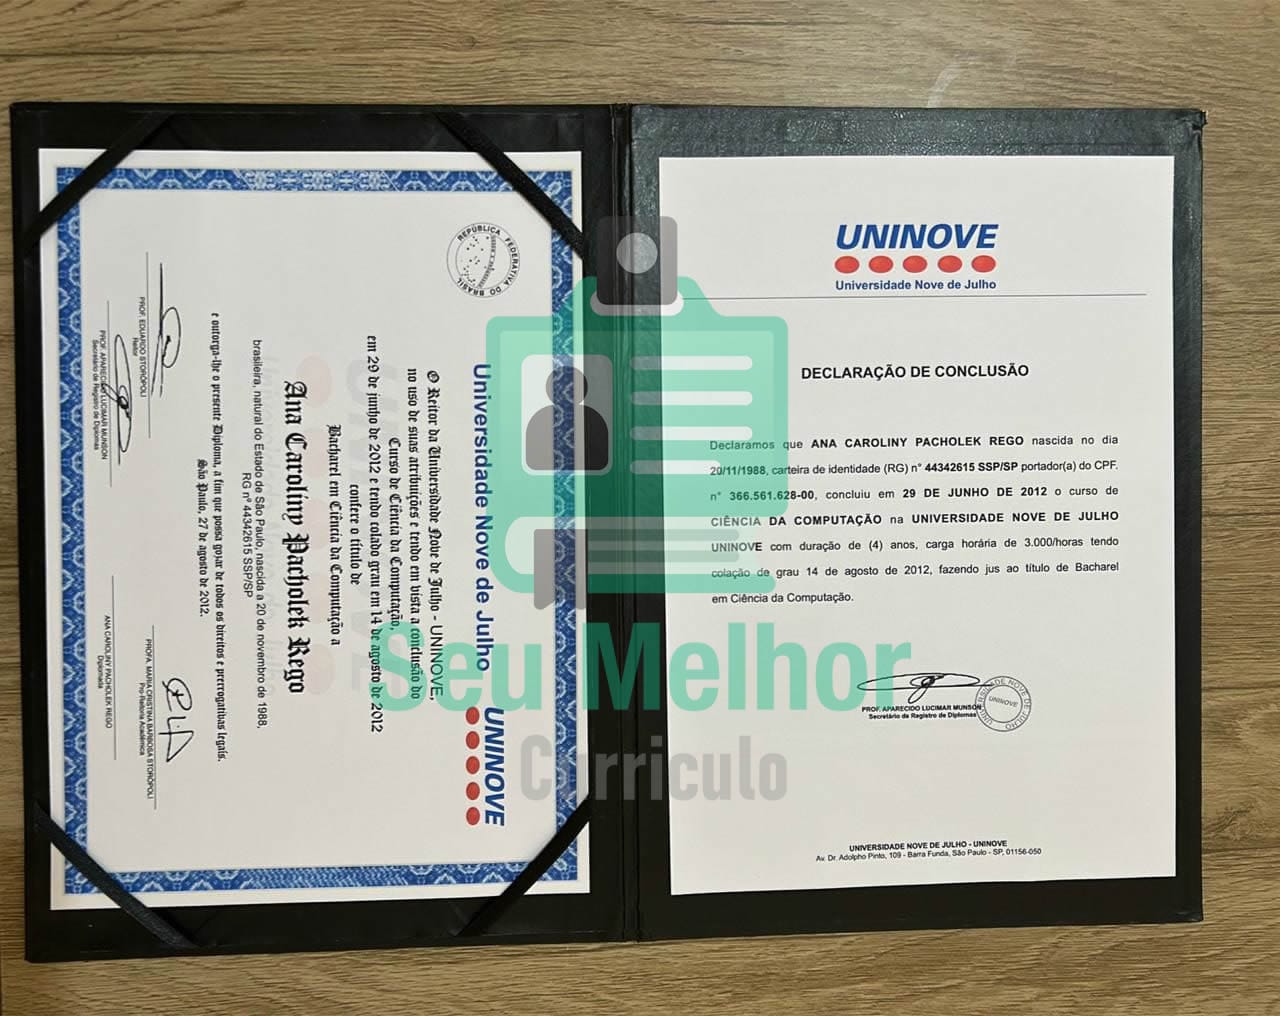 REPÚBLICA FEDERATIVA DO BRASIL
UNINOVE
Universidade Nove de Julho
O Reitor da Universidade Nove de Julho - UNINOVE,
no uso de suas atribuições e tendo em vista a conclusão do
Curso de Ciência da Computação,
em 29 de junho de 2012 e tendo colado grau em 14 de agosto de 2012
confere o título de
Bacharel em Ciência da Computação a
Ana Caroliny Pacholek Rego
brasileira, natural do Estado de São Paulo, nascida a 20 de novembro de 1988,
RG nº 44342615 SSP/SP
e outorga-lhe o presente Diploma, a fim que possa gozar de todos os direitos e prerrogativas legais.
São Paulo, 27 de agosto de 2012.
PROF. EDUARDO STOROPOLI
Reitor
PROFA. MARIA CRISTINA BARBOSA STOROPOLI
Pro-Reitoria Acadêmica
PROF. APARECIDO LUCIMAR MUNSON
Secretário de Registro de Diplomas
ANA CAROLINY PACHOLEK REGO
Diplomada
UNINOVE
Universidade Nove de Julho
DECLARAÇÃO DE CONCLUSÃO
Declaramos que ANA CAROLINY PACHOLEK REGO nascida no dia
20/11/1988, carteira de identidade (RG) n° 44342615 SSP/SP portador(a) do CPF.
n° 366.561.628-00, concluiu em 29 DE JUNHO DE 2012 o curso de
CIÊNCIA DA COMPUTAÇÃO na UNIVERSIDADE NOVE DE JULHO
UNINOVE com duração de (4) anos, carga horária de 3.000/horas tendo
colação de grau 14 de agosto de 2012, fazendo jus ao título de Bacharel
em Ciência da Computação.
PROF. APARECIDO LUCIMAR MUNSON
Secretário de Registro de Diplomas
UNIVERSIDADE NOVE DE JULHO
UNINOVE
UNIVERSIDADE NOVE DE JULHO - UNINOVE
Av. Dr. Adolpho Pinto, 109 - Barra Funda, São Paulo - SP, 01156-050
Seu Melhor
Curriculo